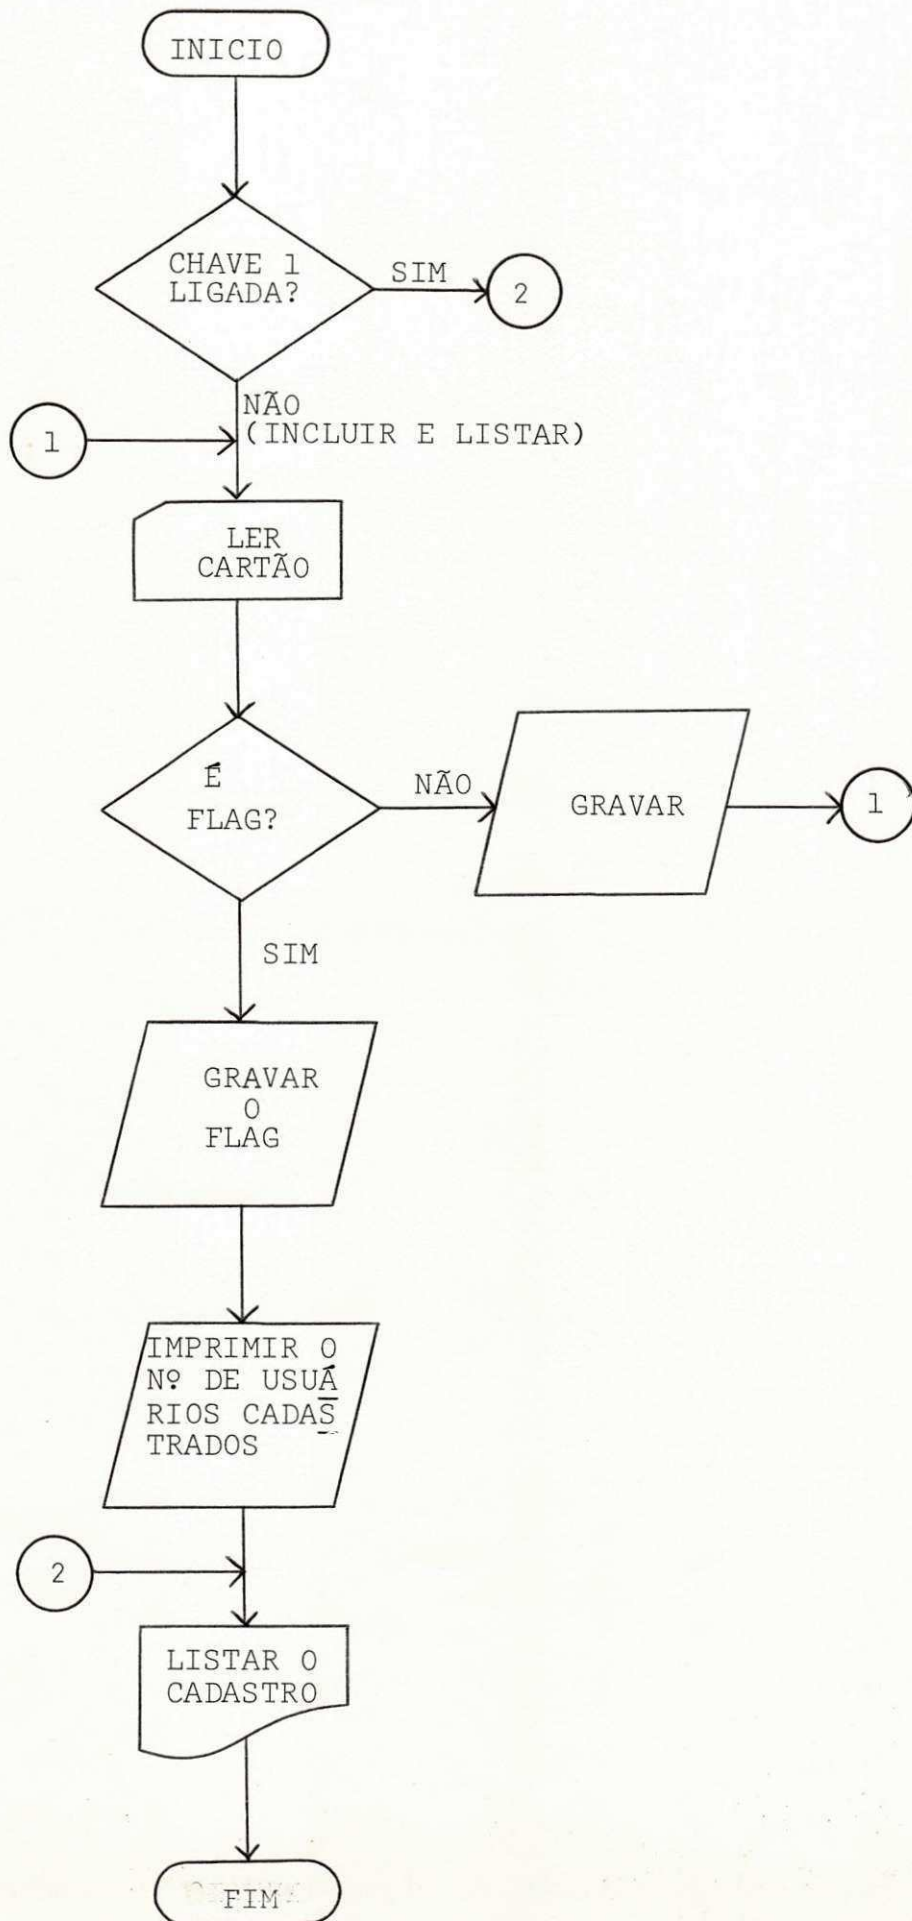 INICIO
CHAVE 1
LIGADA?
SIM
2
NÃO
(INCLUIR E LISTAR)
1
LER
CARTÃO
É
FLAG?
NÃO
GRAVAR
1
SIM
GRAVAR
O
FLAG
IMPRIMIR O
Nº DE USUÁ
RIOS CADAS
TRADOS
2
LISTAR O
CADASTRO
FIM